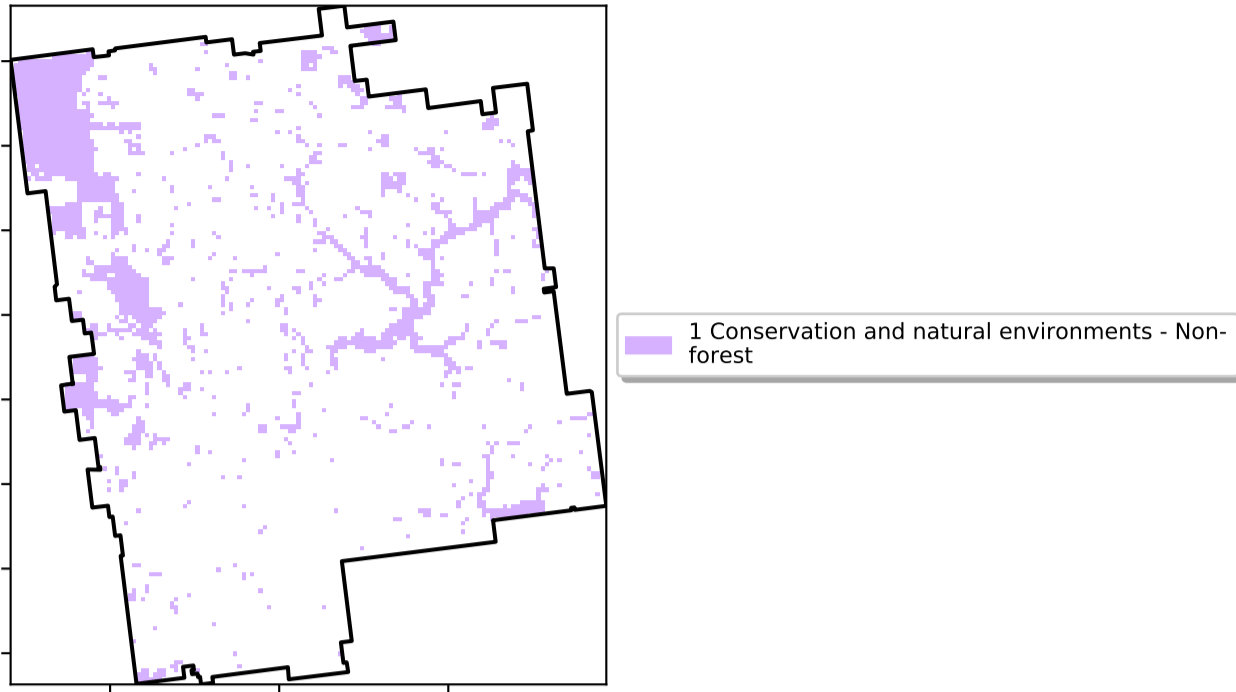 1 Conservation and natural environments - Non-
forest